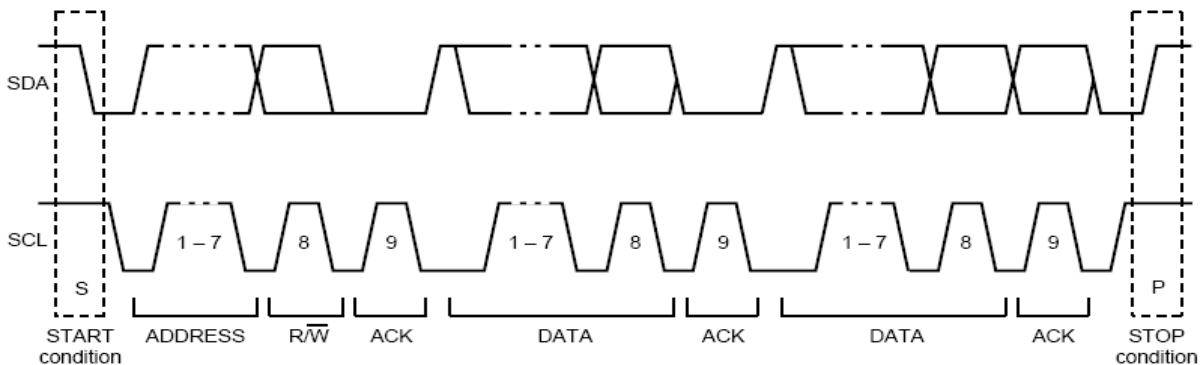 SDA
SCL
1 – 7 8 9 1 – 7 8 9 1 – 7 8 9
S P
START condition ADDRESS R/W̅ ACK DATA ACK DATA ACK STOP condition